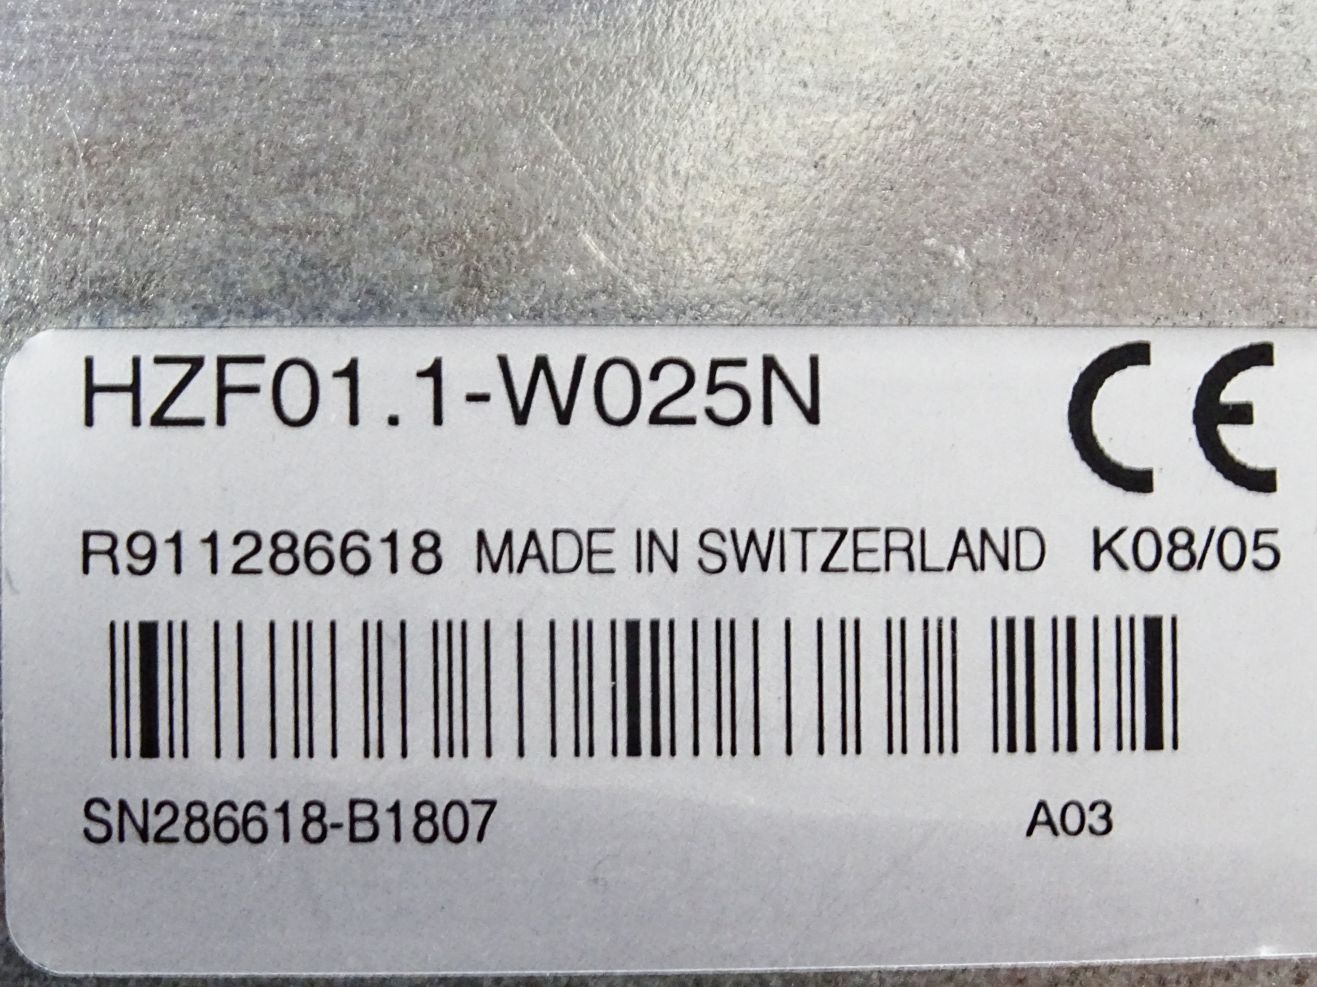 HZF01.1-W025N CE
R911286618 MADE IN SWITZERLAND K08/05
SN286618-B1807 A03